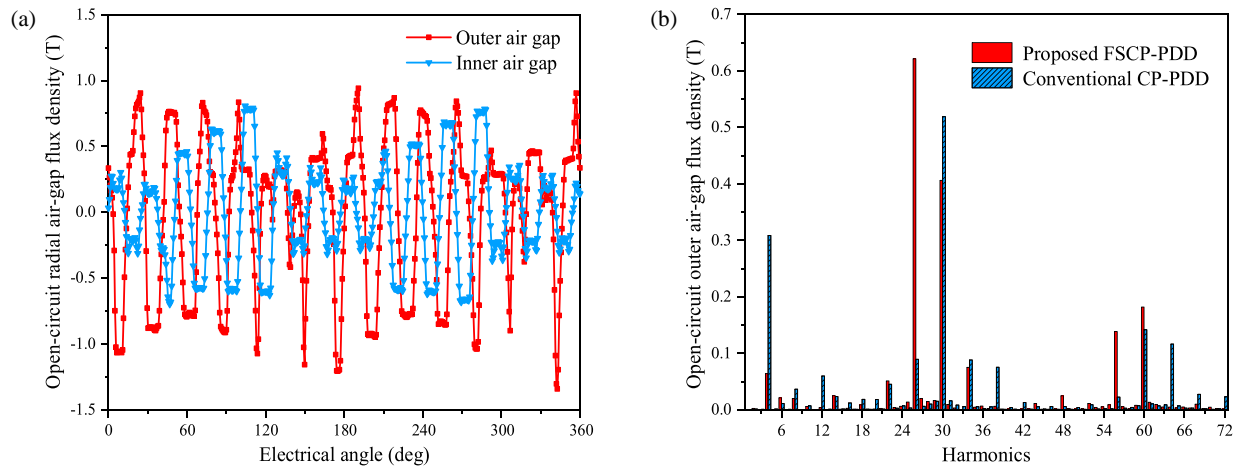 (a)
Open-circuit radial air-gap flux density (T)
1.5
1.0
0.5
0.0
-0.5
-1.0
-1.5
Outer air gap
Inner air gap
0 60 120 180 240 300 360
Electrical angle (deg)
(b)
Open-circuit outer air-gap flux density (T)
0.7
0.6
0.5
0.4
0.3
0.2
0.1
0.0
Proposed FSCP-PDD
Conventional CP-PDD
6 12 18 24 30 36 42 48 54 60 66 72
Harmonics